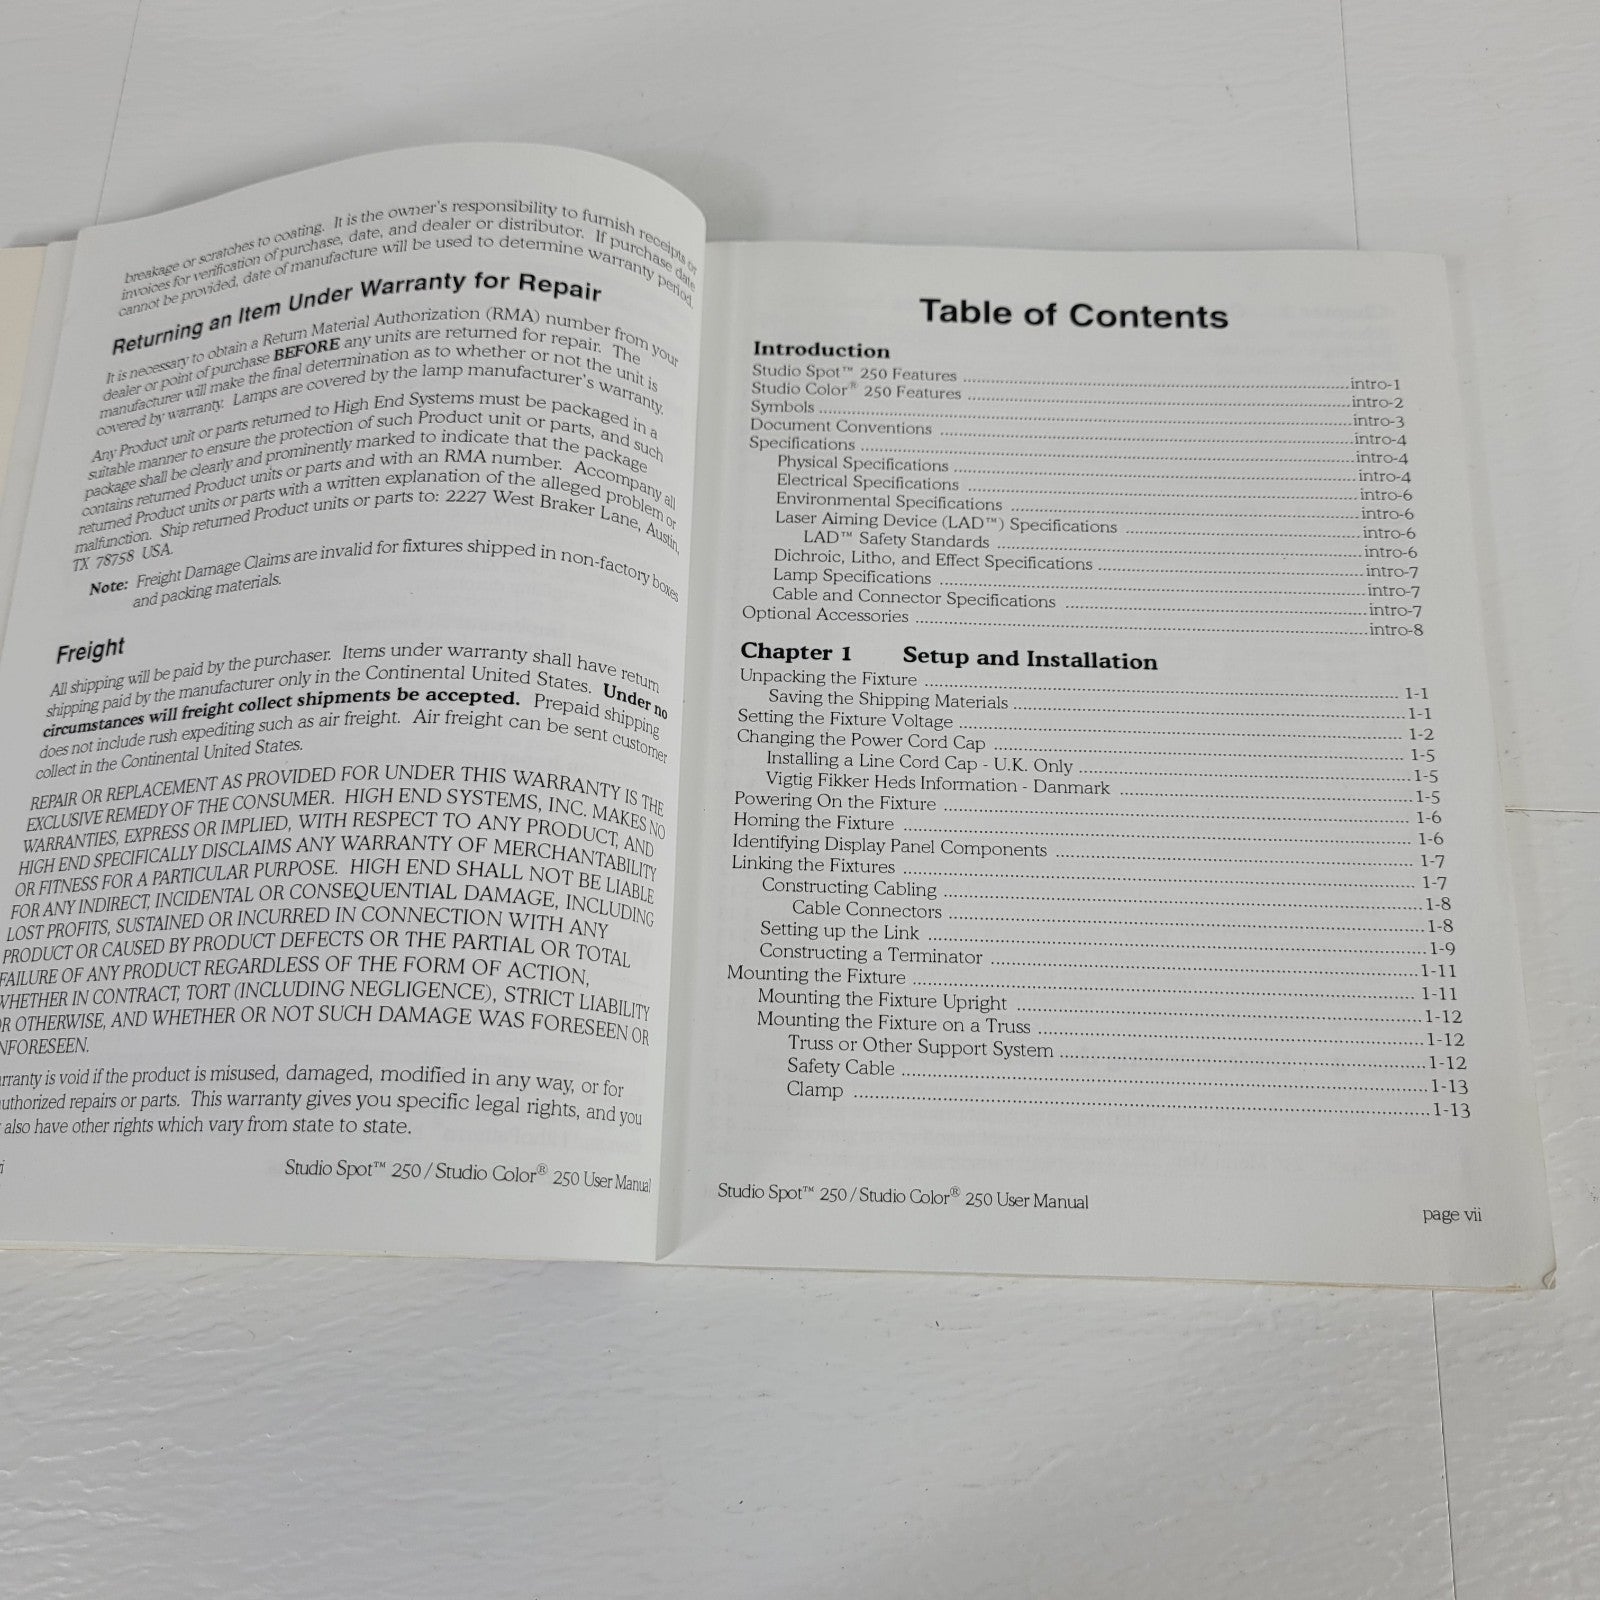 breakage or scratches to coating. It is the owner's responsibility to furnish receipts or
invoices for verification of purchase, date, and dealer or distributor. If purchase date
cannot be provided, date of manufacture will be used to determine warranty period.
Returning an Item Under Warranty for Repair
It is necessary to obtain a Return Material Authorization (RMA) number from your
dealer or point of purchase BEFORE any units are returned for repair. The
manufacturer will make the final determination as to whether or not the unit is
covered by warranty. Lamps are covered by the lamp manufacturer's warranty.
Any Product unit or parts returned to High End Systems must be packaged in a
suitable manner to ensure the protection of such Product unit or parts, and such
package shall be clearly and prominently marked to indicate that the package
contains returned Product units or parts and with an RMA number. Accompany all
returned Product units or parts with a written explanation of the alleged problem or
malfunction. Ship returned Product units or parts to: 2227 West Braker Lane, Austin,
TX 78758 USA.
Note: Freight Damage Claims are invalid for fixtures shipped in non-factory boxes
and packing materials.
Freight
All shipping will be paid by the purchaser. Items under warranty shall have return
shipping paid by the manufacturer only in the Continental United States. Under no
circumstances will freight collect shipments be accepted. Prepaid shipping
does not include rush expediting such as air freight. Air freight can be sent customer
collect in the Continental United States.
REPAIR OR REPLACEMENT AS PROVIDED FOR UNDER THIS WARRANTY IS THE
EXCLUSIVE REMEDY OF THE CONSUMER. HIGH END SYSTEMS, INC. MAKES NO
WARRANTIES, EXPRESS OR IMPLIED, WITH RESPECT TO ANY PRODUCT, AND
HIGH END SPECIFICALLY DISCLAIMS ANY WARRANTY OF MERCHANTABILITY
OR FITNESS FOR A PARTICULAR PURPOSE. HIGH END SHALL NOT BE LIABLE
FOR ANY INDIRECT, INCIDENTAL OR CONSEQUENTIAL DAMAGE, INCLUDING
LOST PROFITS, SUSTAINED OR INCURRED IN CONNECTION WITH ANY
PRODUCT OR CAUSED BY PRODUCT DEFECTS OR THE PARTIAL OR TOTAL
FAILURE OF ANY PRODUCT REGARDLESS OF THE FORM OF ACTION,
WHETHER IN CONTRACT, TORT (INCLUDING NEGLIGENCE), STRICT LIABILITY
OR OTHERWISE, AND WHETHER OR NOT SUCH DAMAGE WAS FORESEEN OR
NFORESEEN.
rranty is void if the product is misused, damaged, modified in any way, or for
uthorized repairs or parts. This warranty gives you specific legal rights, and you
also have other rights which vary from state to state.
Studio Spot™ 250 / Studio Color® 250 User Manual
Table of Contents
Introduction
Studio Spot™ 250 Features ... intro-1
Studio Color® 250 Features ... intro-2
Symbols ... intro-3
Document Conventions ... intro-4
Specifications ... intro-4
Physical Specifications ... intro-4
Electrical Specifications ... intro-6
Environmental Specifications ... intro-6
Laser Aiming Device (LAD™) Specifications ... intro-6
LAD™ Safety Standards ... intro-6
Dichroic, Litho, and Effect Specifications ... intro-7
Lamp Specifications ... intro-7
Cable and Connector Specifications ... intro-7
Optional Accessories ... intro-8
Chapter 1 Setup and Installation
Unpacking the Fixture ... 1-1
Saving the Shipping Materials ... 1-1
Setting the Fixture Voltage ... 1-2
Changing the Power Cord Cap ... 1-5
Installing a Line Cord Cap - U.K. Only ... 1-5
Vigtig Fikker Heds Information - Danmark ... 1-5
Powering On the Fixture ... 1-6
Homing the Fixture ... 1-6
Identifying Display Panel Components ... 1-7
Linking the Fixtures ... 1-7
Constructing Cabling ... 1-8
Cable Connectors ... 1-8
Setting up the Link ... 1-9
Constructing a Terminator ... 1-11
Mounting the Fixture ... 1-11
Mounting the Fixture Upright ... 1-12
Mounting the Fixture on a Truss ... 1-12
Truss or Other Support System ... 1-12
Safety Cable ... 1-13
Clamp ... 1-13
Studio Spot™ 250 / Studio Color® 250 User Manual
page vii